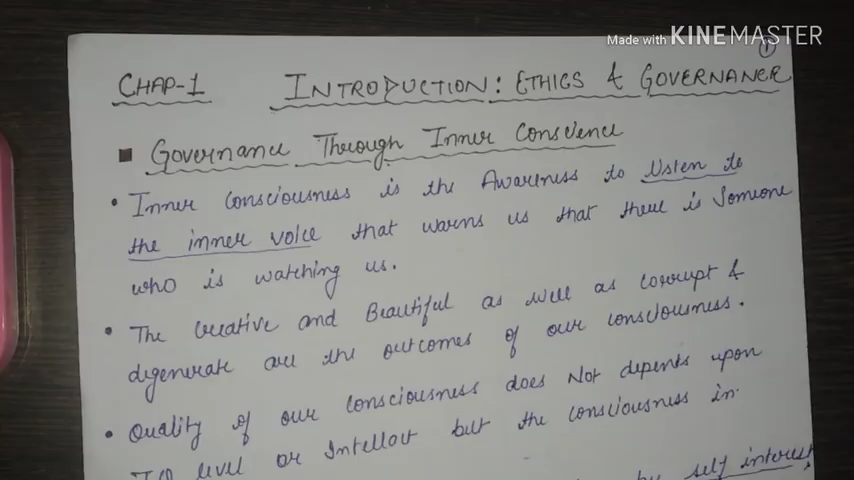 Made with KINEMASTER
1
CHAP-1 INTRODUCTION: ETHICS & GOVERNANCE
Governance Through Inner Conscience
• Inner consciousness is the Awareness to Listen to
the inner voice that warns us that there is Someone
who is watching us.
• The creative and Beautiful as well as corrupt &
degenerate are the outcomes of our consciousness.
• Quality of our consciousness does Not depends upon
IQ level or Intellect but the consciousness in
by self interest